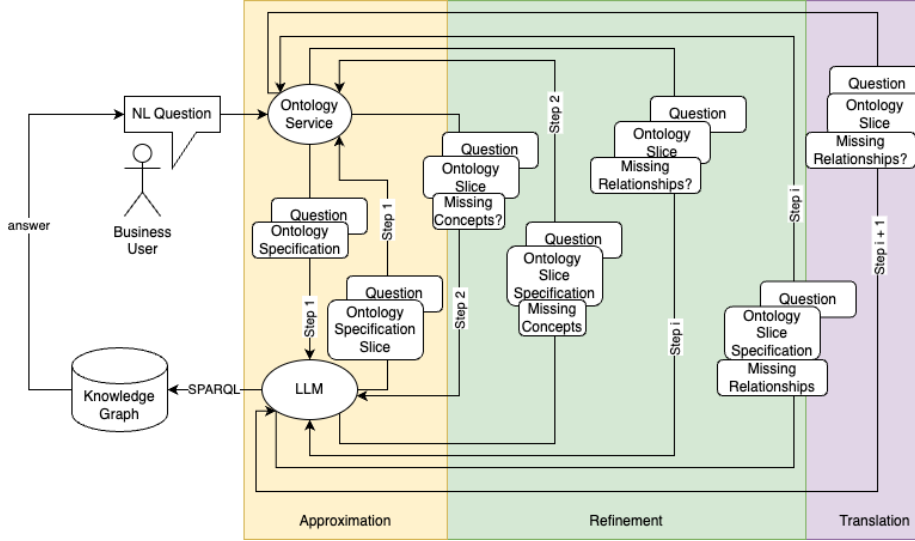 NL Question
Business
User
answer
Knowledge
Graph
SPARQL
Ontology
Service
LLM
Question
Ontology
Specification
Step 1
Step 1
Question
Ontology
Specification
Slice
Question
Ontology
Slice
Missing
Concepts?
Step 2
Step 2
Question
Ontology
Slice
Specification
Missing
Concepts
Question
Ontology
Slice
Missing
Relationships?
Step i
Step i
Question
Ontology
Slice
Specification
Missing
Relationships
Question
Ontology
Slice
Missing
Relationships?
Step i + 1
Approximation
Refinement
Translation